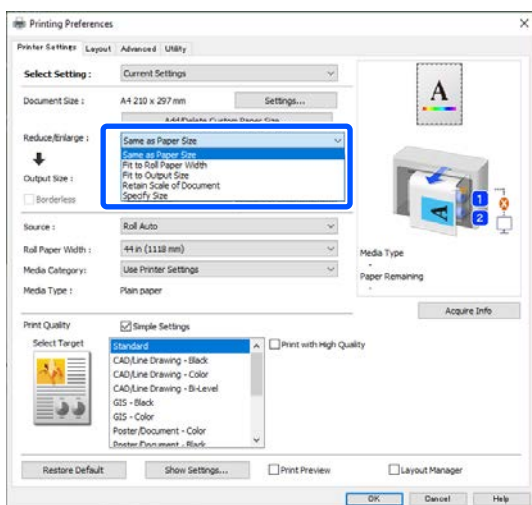 Printing Preferences
Printer Settings Layout Advanced Utility
Select Setting : Current Settings
Document Size : A4 210 x 297 mm Settings...
Add/Delete Custom Paper Size...
Reduce/Enlarge : Same as Paper Size
Same as Paper Size
Fit to Roll Paper Width
Fit to Output Size
Retain Scale of Document
Specify Size
Output Size :
Borderless
Source : Roll Auto
Roll Paper Width : 44 in (1118 mm)
Media Category: Use Printer Settings
Media Type : Plain paper
A
A
1
2
Media Type
-
Paper Remaining
-
Acquire Info
Print Quality Simple Settings
Select Target
Standard
CAD/Line Drawing - Black
CAD/Line Drawing - Color
CAD/Line Drawing - Bi-Level
GIS - Black
GIS - Color
Poster/Document - Color
Poster/Document - Black
Print with High Quality
Restore Default Show Settings... Print Preview Layout Manager
OK Cancel Help